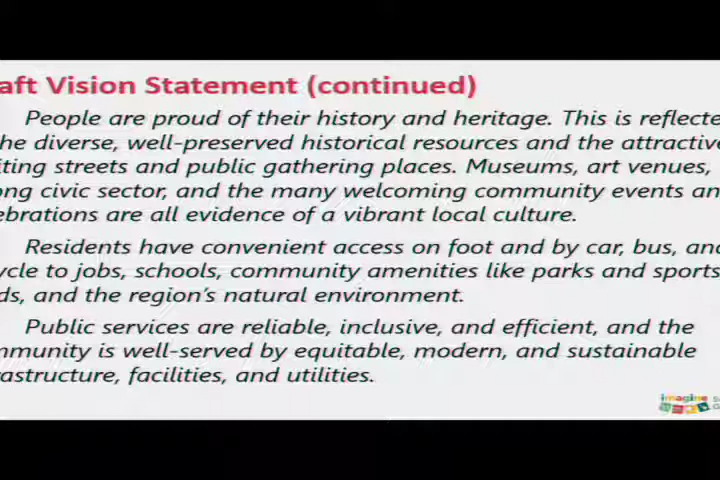 aft Vision Statement (continued)
People are proud of their history and heritage. This is reflecte
he diverse, well-preserved historical resources and the attractive
iting streets and public gathering places. Museums, art venues,
ong civic sector, and the many welcoming community events an
ebrations are all evidence of a vibrant local culture.
Residents have convenient access on foot and by car, bus, and
ycle to jobs, schools, community amenities like parks and sports
ds, and the region's natural environment.
Public services are reliable, inclusive, and efficient, and the
mmunity is well-served by equitable, modern, and sustainable
rastructure, facilities, and utilities.
imagine